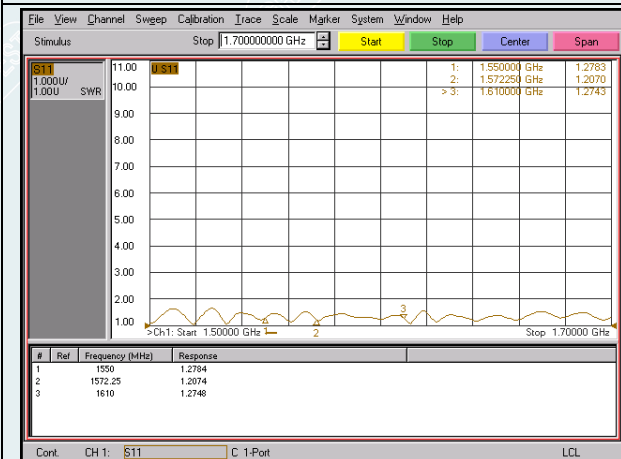 File View Channel Sweep Calibration Trace Scale Marker System Window Help
Stimulus Stop 1.700000000 GHz Start Stop Center Span
S11
1.000U/
1.00U SWR
11.00
10.00
9.00
8.00
7.00
6.00
5.00
4.00
3.00
2.00
1.00
U S11
1: 1.550000 GHz 1.2783
2: 1.572250 GHz 1.2070
> 3: 1.610000 GHz 1.2743
3
1
2
>Ch1: Start 1.50000 GHz
Stop 1.70000 GHz
# Ref Frequency (MHz) Response
1 1550 1.2784
2 1572.25 1.2074
3 1610 1.2748
Cont. CH 1: S11 C 1-Port LCL